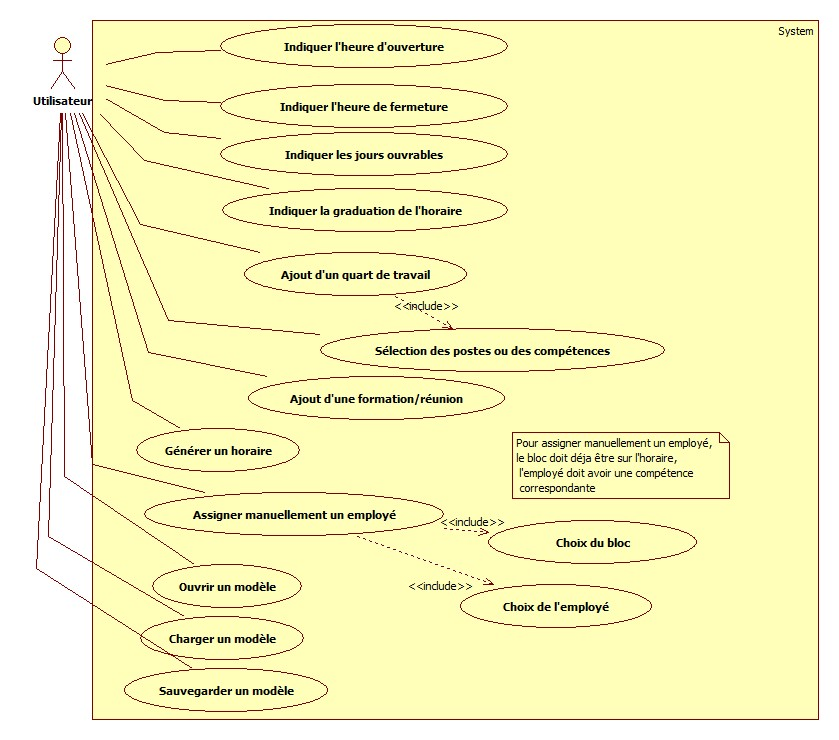 System
Indiquer l'heure d'ouverture
Utilisateur
Indiquer l'heure de fermeture
Indiquer les jours ouvrables
Indiquer la graduation de l'horaire
Ajout d'un quart de travail
<<include>>
Sélection des postes ou des compétences
Ajout d'une formation/réunion
Générer un horaire
Pour assigner manuellement un employé,
le bloc doit déja être sur l'horaire,
l'employé doit avoir une compétence
correspondante
Assigner manuellement un employé
<<include>>
Choix du bloc
<<include>>
Choix de l'employé
Ouvrir un modèle
Charger un modèle
Sauvegarder un modèle